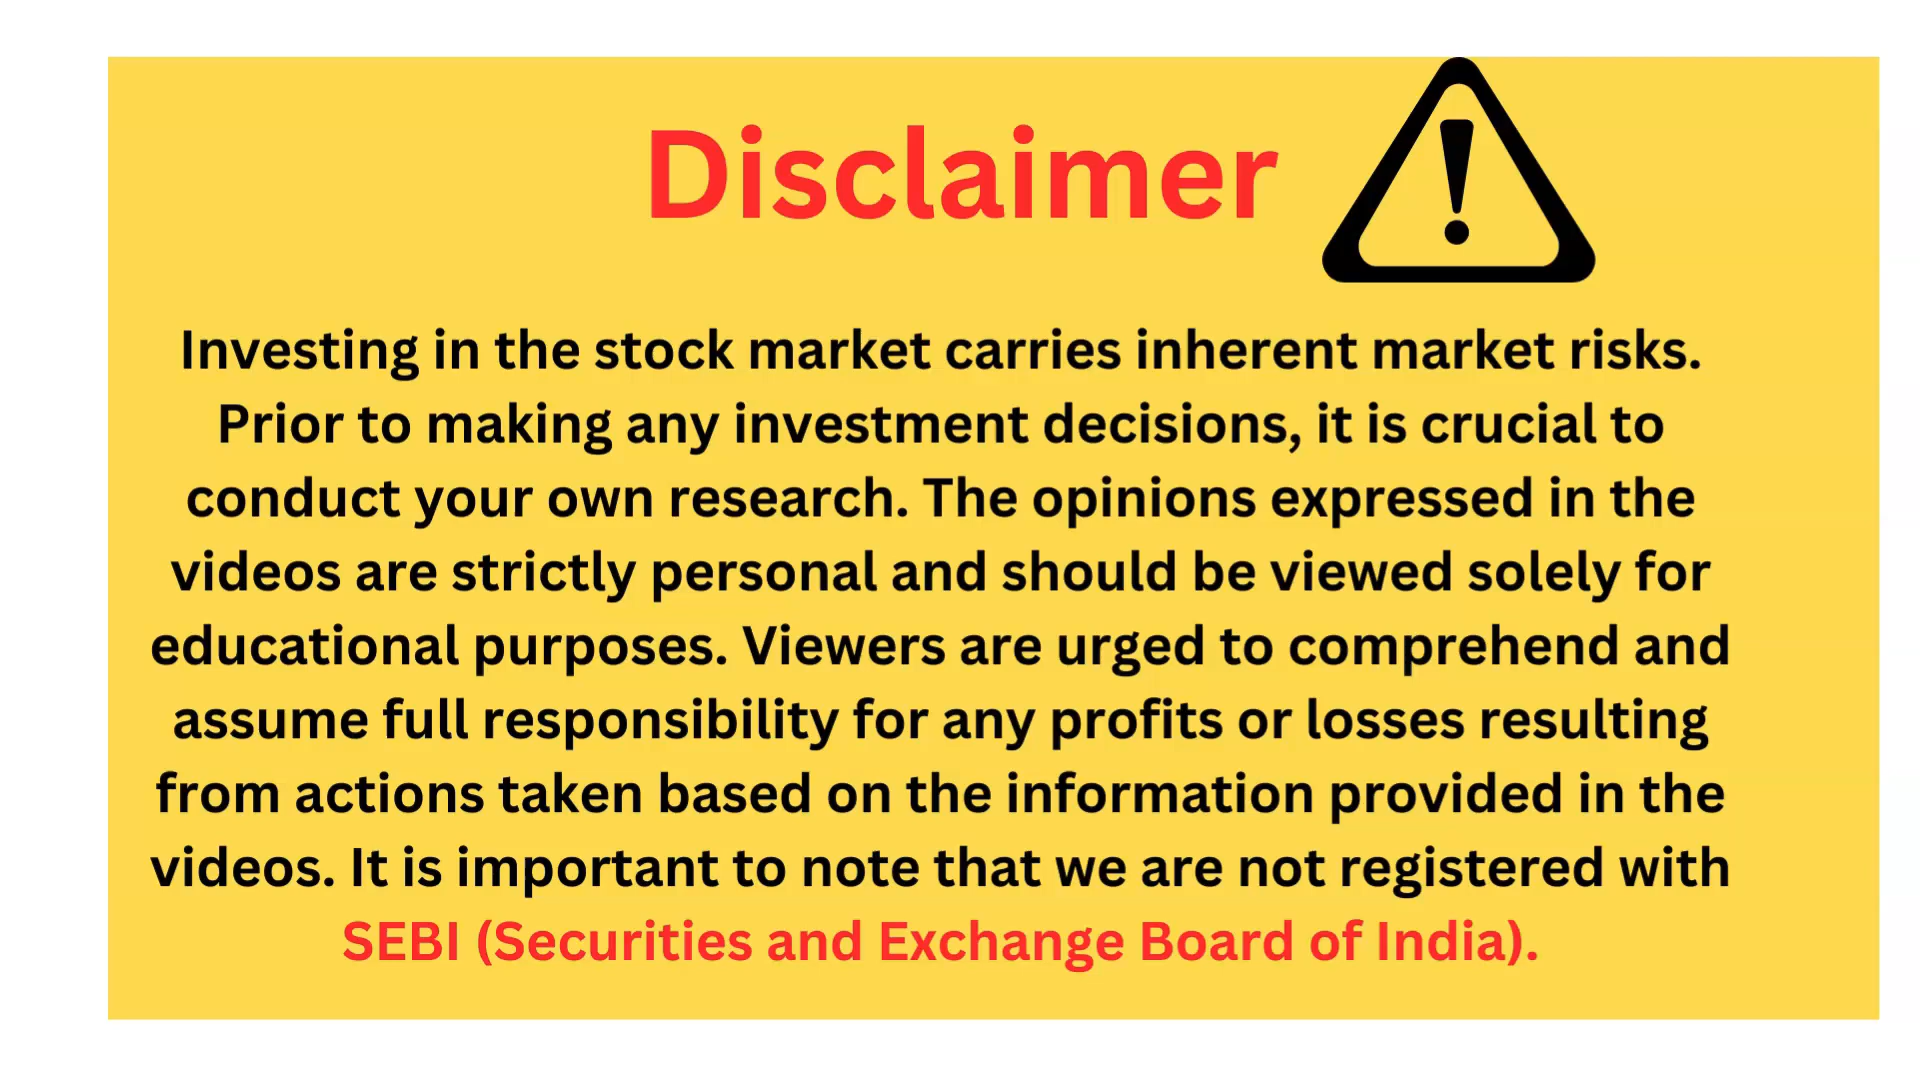 Disclaimer
Investing in the stock market carries inherent market risks.
Prior to making any investment decisions, it is crucial to
conduct your own research. The opinions expressed in the
videos are strictly personal and should be viewed solely for
educational purposes. Viewers are urged to comprehend and
assume full responsibility for any profits or losses resulting
from actions taken based on the information provided in the
videos. It is important to note that we are not registered with
SEBI (Securities and Exchange Board of India).